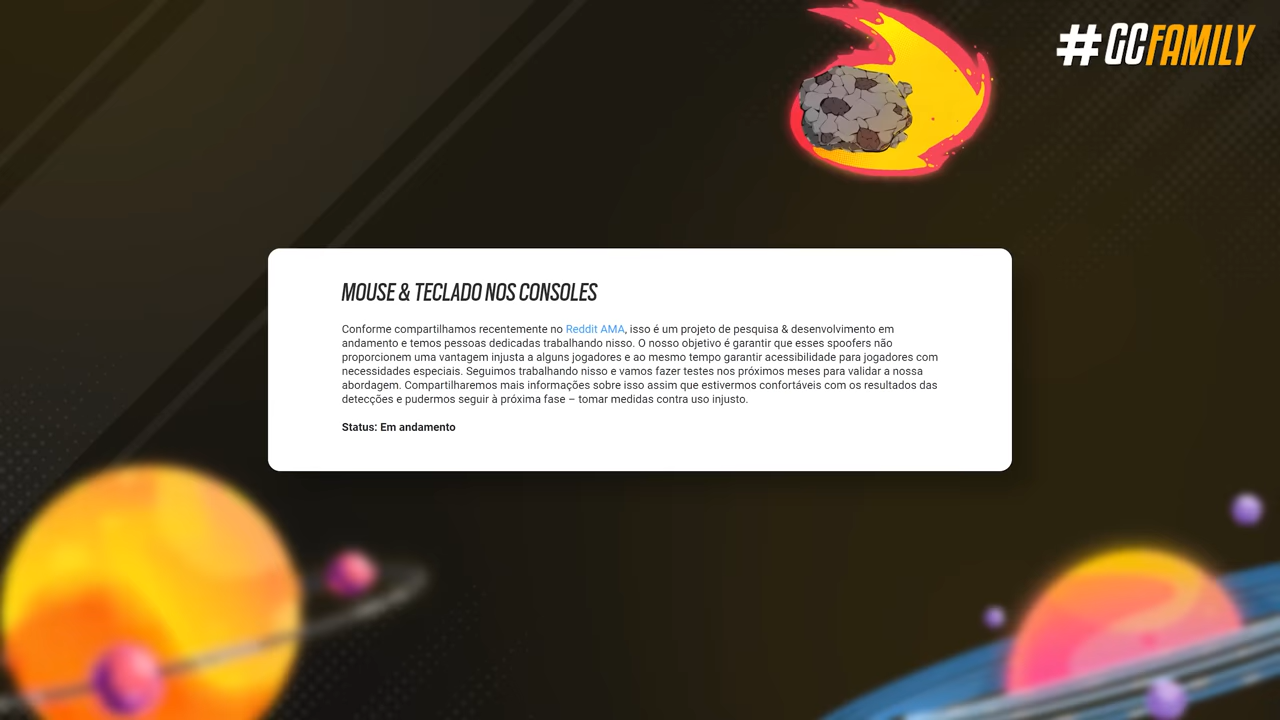 #GCFAMILY
MOUSE & TECLADO NOS CONSOLES
Conforme compartilhamos recentemente no Reddit AMA, isso é um projeto de pesquisa & desenvolvimento em
andamento e temos pessoas dedicadas trabalhando nisso. O nosso objetivo é garantir que esses spoofers não
proporcionem uma vantagem injusta a alguns jogadores e ao mesmo tempo garantir acessibilidade para jogadores com
necessidades especiais. Seguimos trabalhando nisso e vamos fazer testes nos próximos meses para validar a nossa
abordagem. Compartilharemos mais informações sobre isso assim que estivermos confortáveis com os resultados das
detecções e pudermos seguir à próxima fase – tomar medidas contra uso injusto.
Status: Em andamento